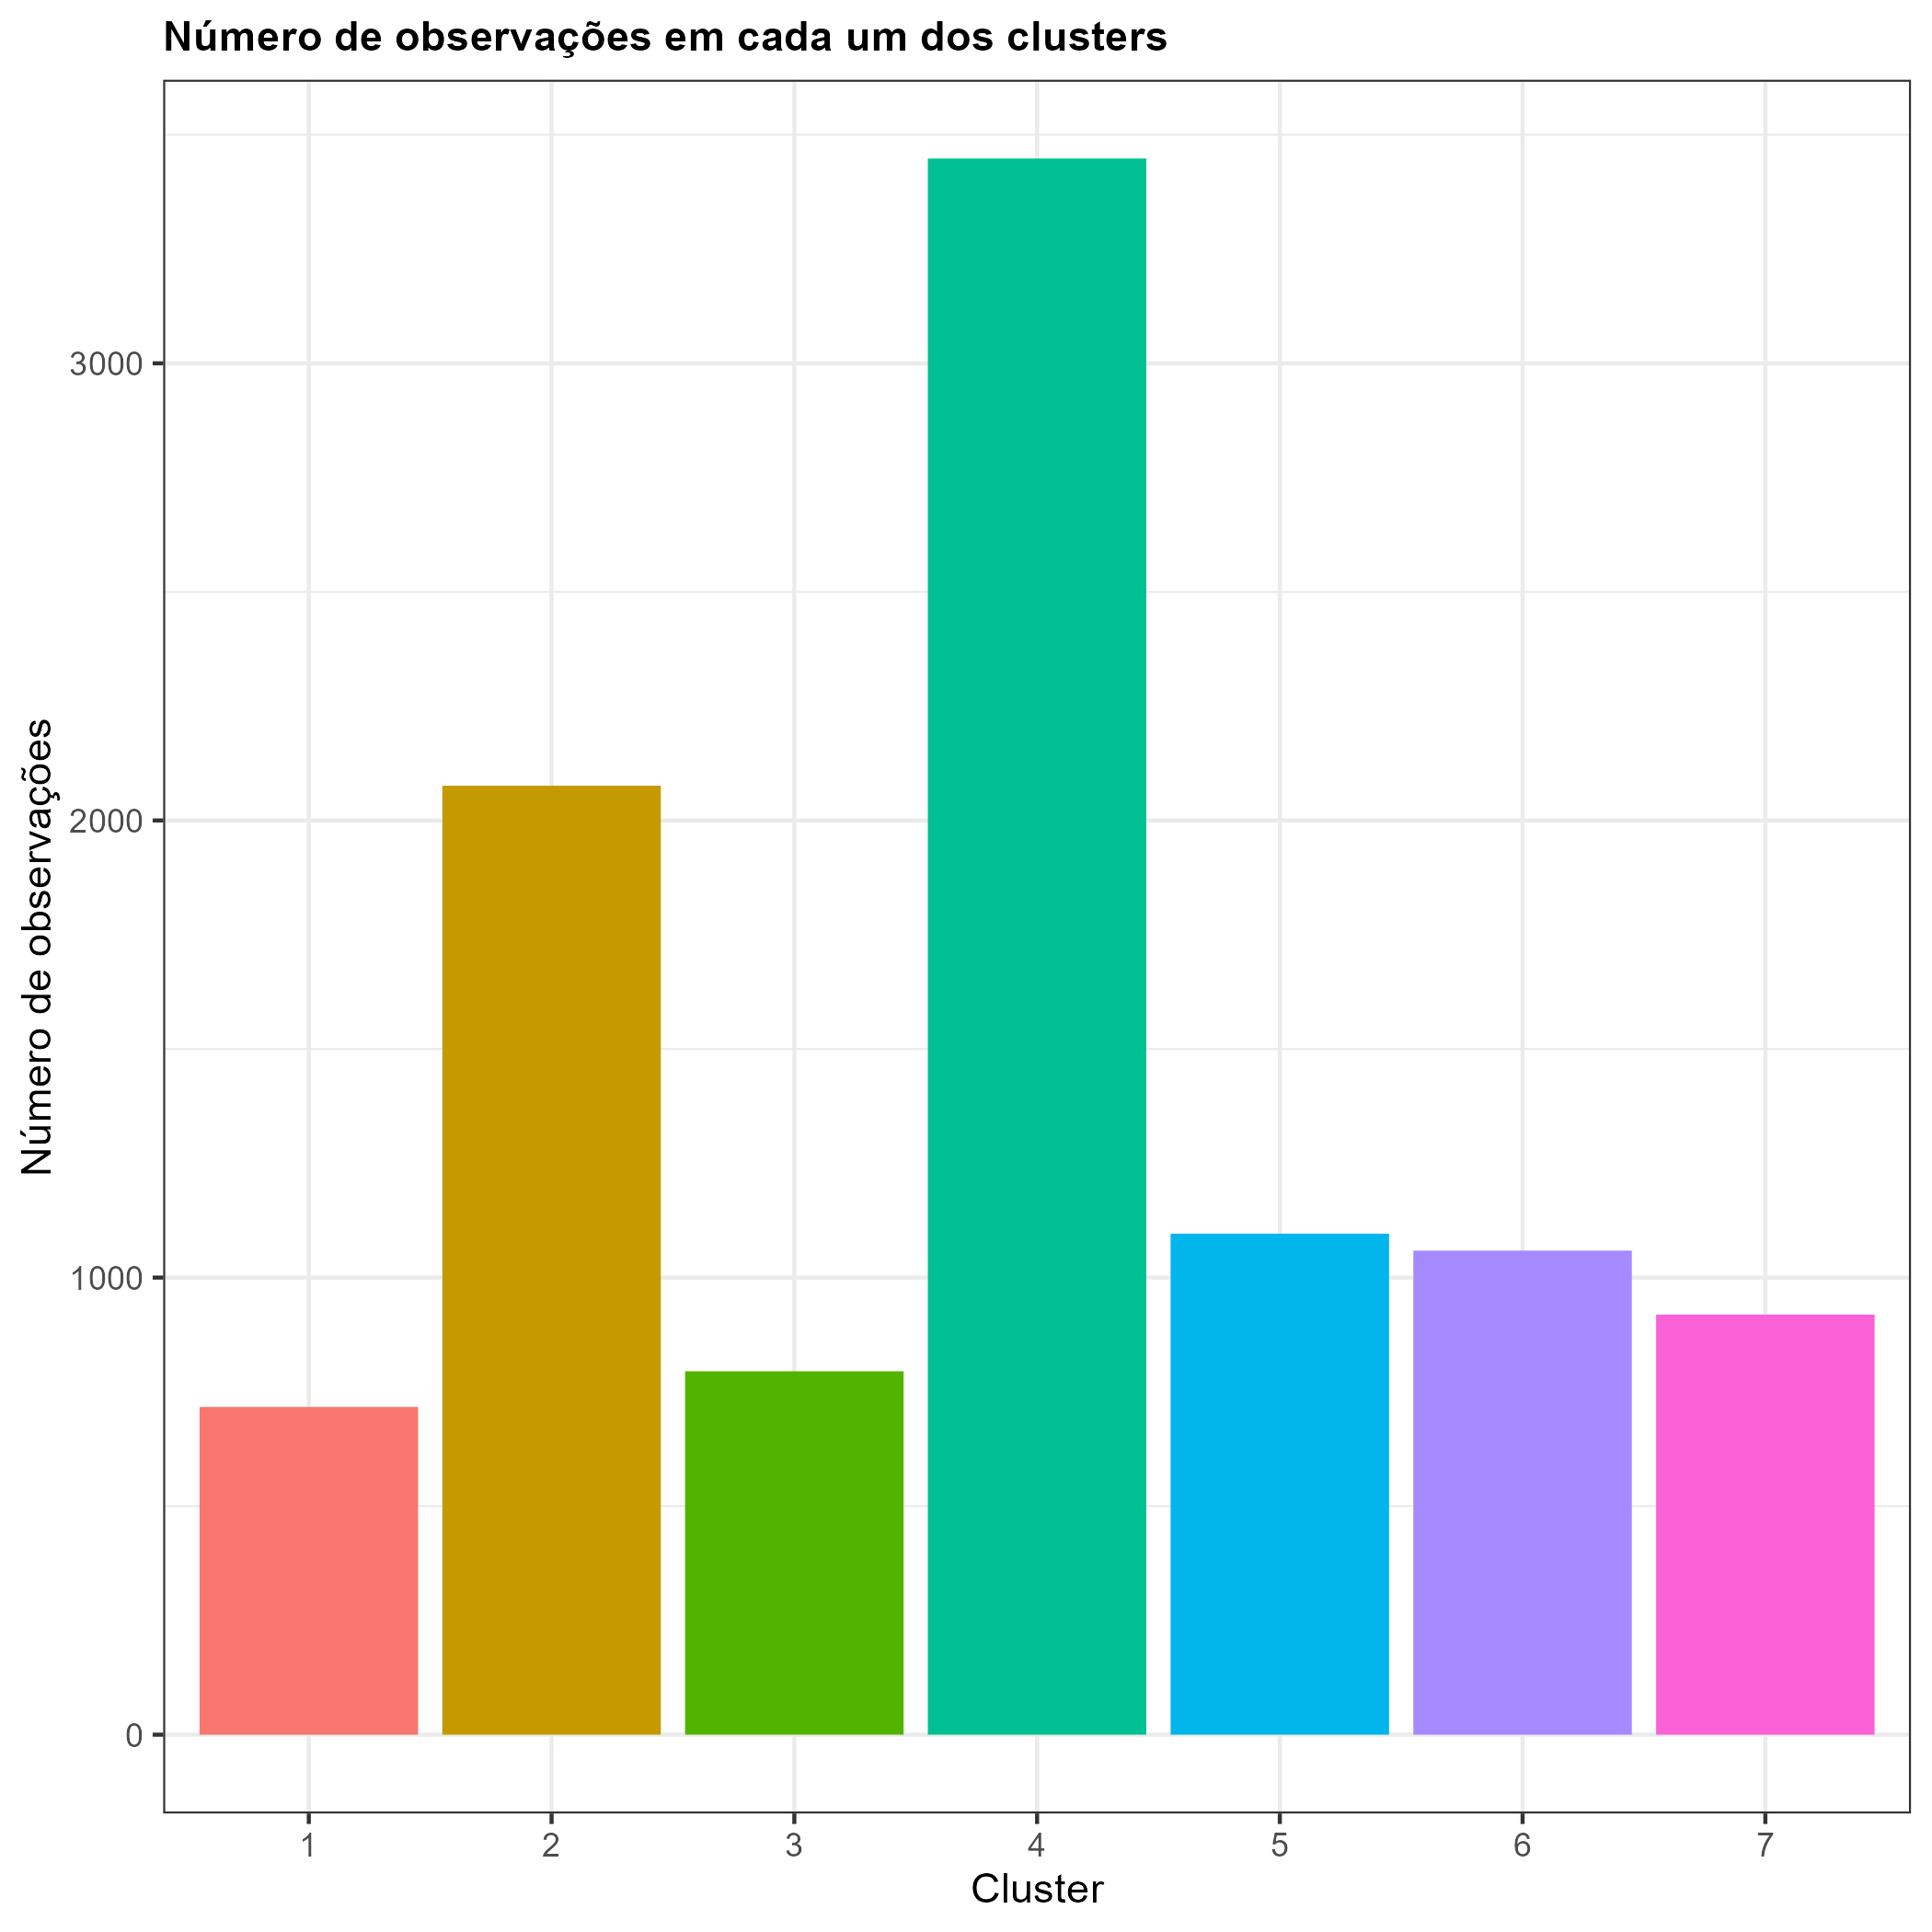 Número de observações em cada um dos clusters
Número de observações
3000
2000
1000
0
1 2 3 4 5 6 7
Cluster